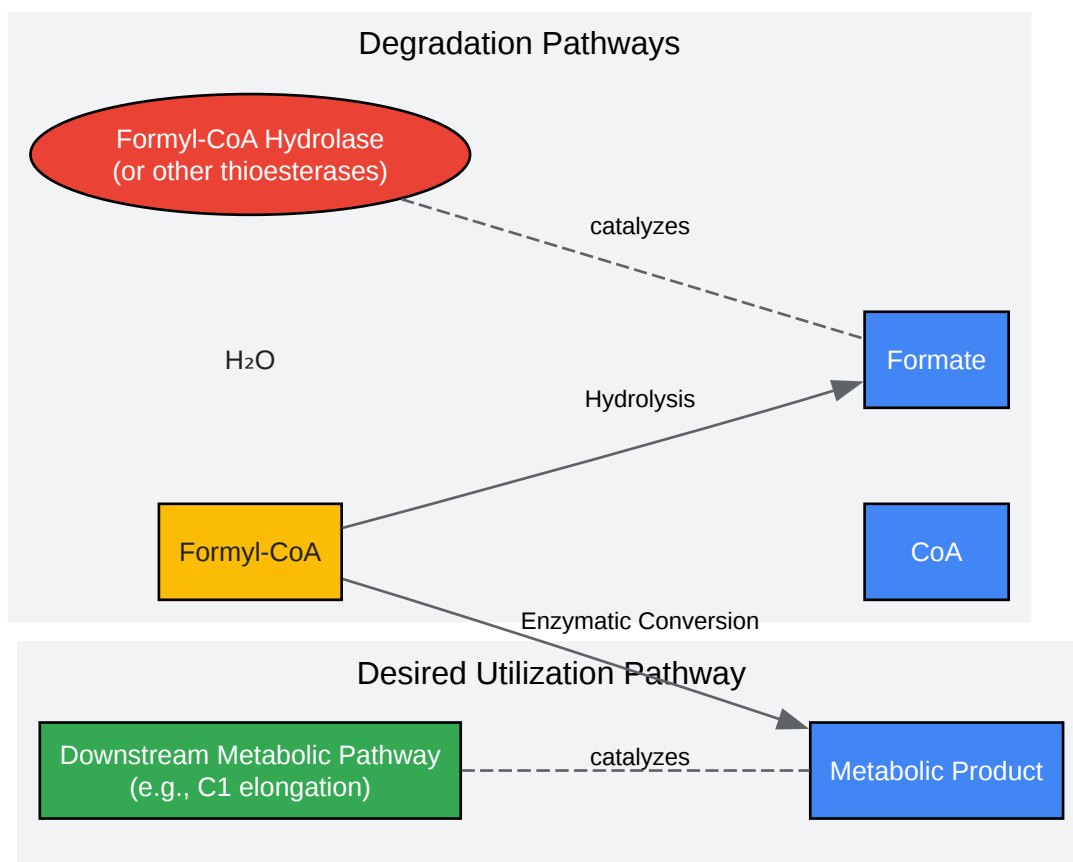 Degradation Pathways
Formyl-CoA Hydrolase
(or other thioesterases)
catalyzes
H₂O
Formate
Hydrolysis
Formyl-CoA
CoA
Enzymatic Conversion
Desired Utilization Pathway
Downstream Metabolic Pathway
(e.g., C1 elongation)
catalyzes
Metabolic Product